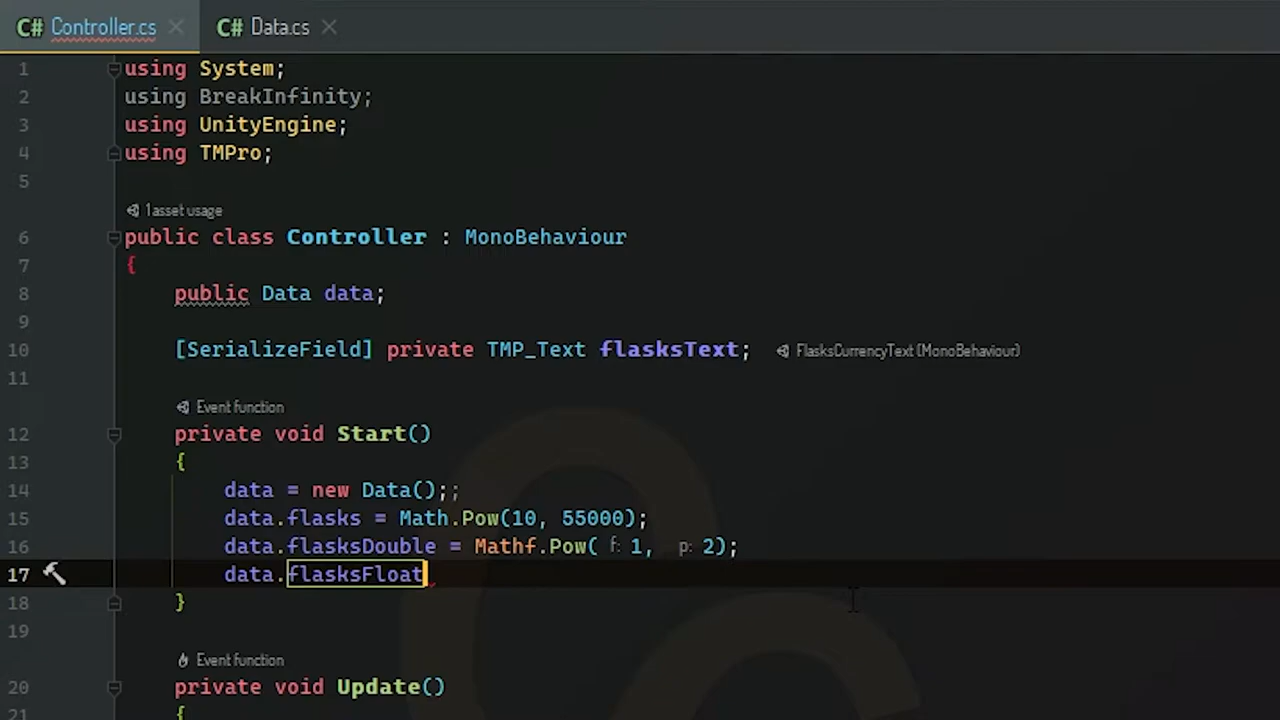 C# Controller.cs × C# Data.cs ×
1 using System;
2 using BreakInfinity;
3 using UnityEngine;
4 using TMPro;
5
1 asset usage
6 public class Controller : MonoBehaviour
7 {
8 public Data data;
9
10 [SerializeField] private TMP_Text flasksText; FlasksCurrencyText (MonoBehaviour)
11
Event function
12 private void Start()
13 {
14 data = new Data();;
15 data.flasks = Math.Pow(10, 55000);
16 data.flasksDouble = Mathf.Pow( f: 1, p: 2);
17 data.flasksFloat
18 }
19
Event function
20 private void Update()
21 {